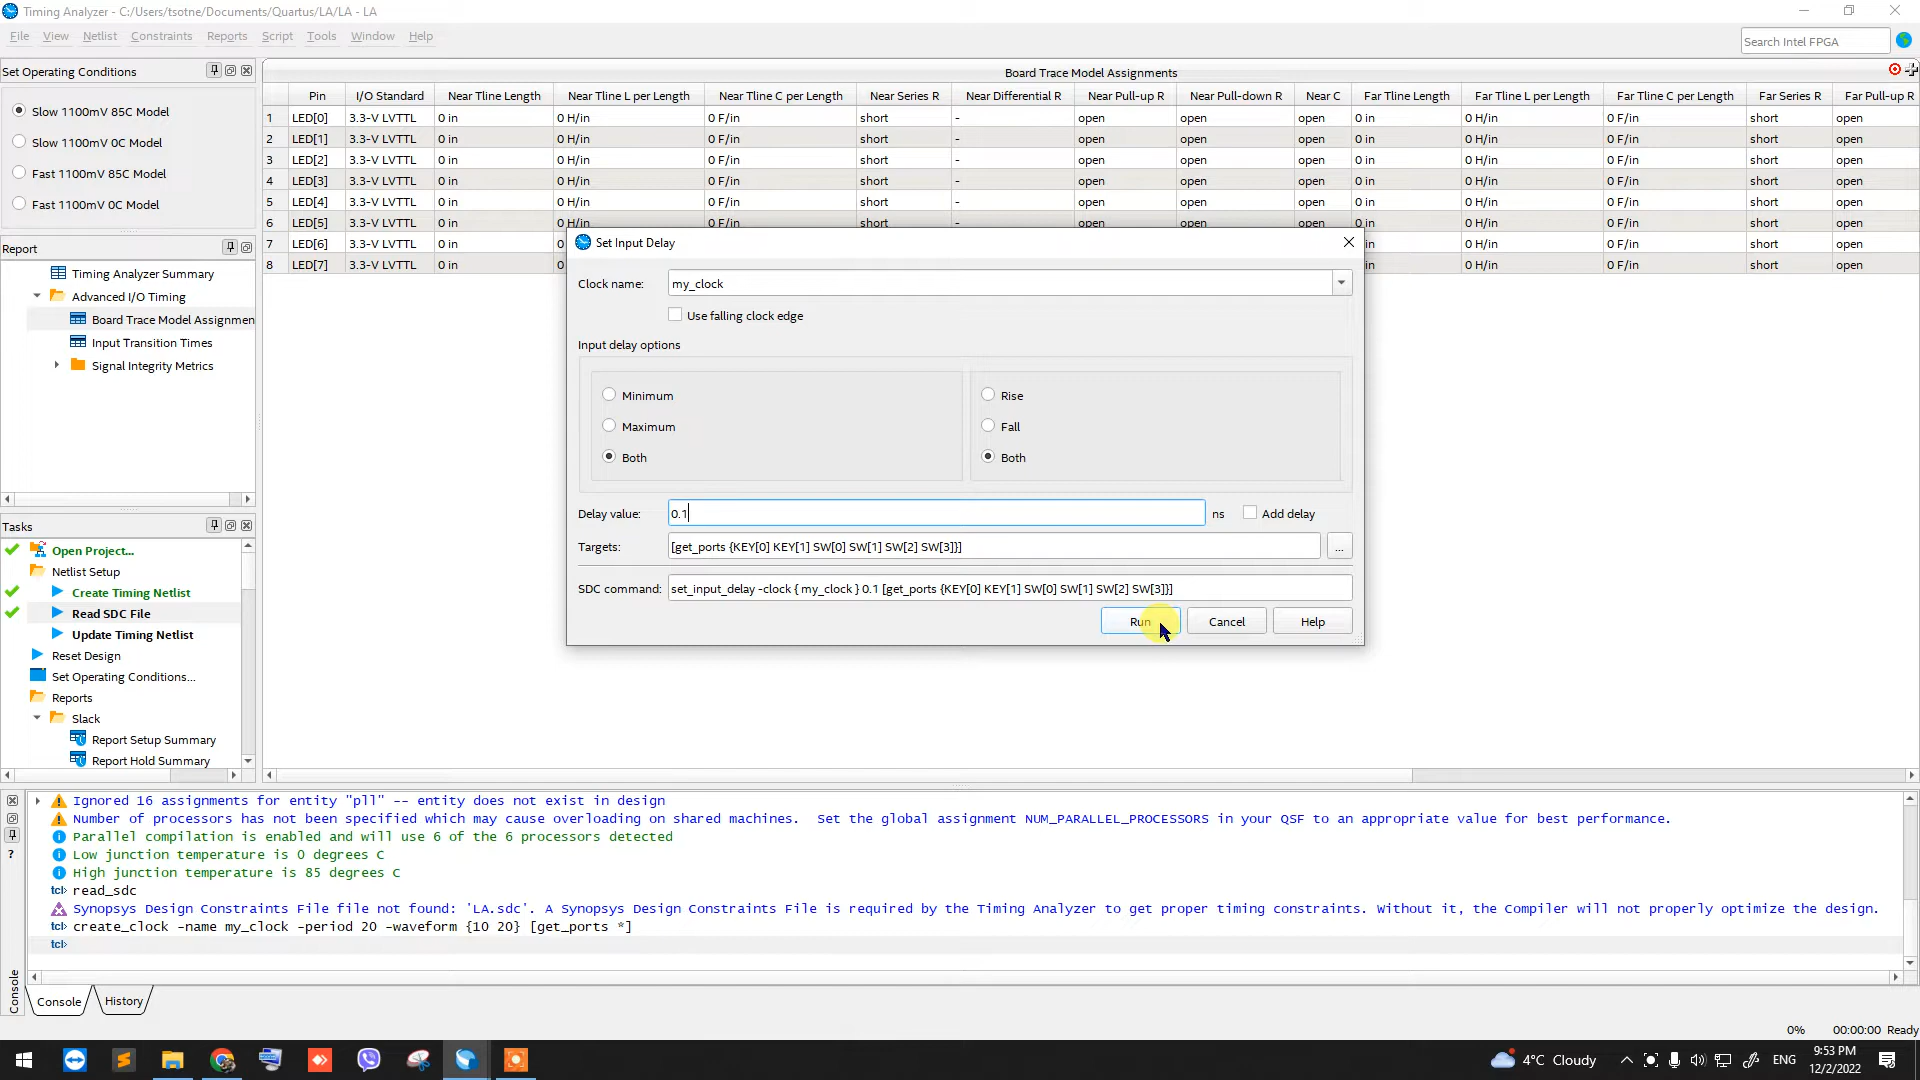 Timing Analyzer - C:/Users/tsotne/Documents/Quartus/LA/LA - LA
File View Netlist Constraints Reports Script Tools Window Help
Search Intel FPGA
Set Operating Conditions
Slow 1100mV 85C Model
Slow 1100mV 0C Model
Fast 1100mV 85C Model
Fast 1100mV 0C Model
Report
Timing Analyzer Summary
Advanced I/O Timing
Board Trace Model Assignmen
Input Transition Times
Signal Integrity Metrics
Tasks
Open Project...
Netlist Setup
Create Timing Netlist
Read SDC File
Update Timing Netlist
Reset Design
Set Operating Conditions...
Reports
Slack
Report Setup Summary
Report Hold Summary
Board Trace Model Assignments
Pin I/O Standard Near Tline Length Near Tline L per Length Near Tline C per Length Near Series R Near Differential R Near Pull-up R Near Pull-down R Near C Far Tline Length Far Tline L per Length Far Tline C per Length Far Series R Far Pull-up R
1 LED[0] 3.3-V LVTTL 0 in 0 H/in 0 F/in short - open open open 0 in 0 H/in 0 F/in short open
2 LED[1] 3.3-V LVTTL 0 in 0 H/in 0 F/in short - open open open 0 in 0 H/in 0 F/in short open
3 LED[2] 3.3-V LVTTL 0 in 0 H/in 0 F/in short - open open open 0 in 0 H/in 0 F/in short open
4 LED[3] 3.3-V LVTTL 0 in 0 H/in 0 F/in short - open open open 0 in 0 H/in 0 F/in short open
5 LED[4] 3.3-V LVTTL 0 in 0 H/in 0 F/in short - open open open 0 in 0 H/in 0 F/in short open
6 LED[5] 3.3-V LVTTL 0 in 0 H/in 0 F/in short - open open open 0 in 0 H/in 0 F/in short open
7 LED[6] 3.3-V LVTTL 0 in 0 in 0 H/in 0 F/in short open
8 LED[7] 3.3-V LVTTL 0 in 0 in 0 H/in 0 F/in short open
Set Input Delay
Clock name: my_clock
Use falling clock edge
Input delay options
Minimum
Maximum
Both
Rise
Fall
Both
Delay value: 0.1 ns Add delay
Targets: [get_ports {KEY[0] KEY[1] SW[0] SW[1] SW[2] SW[3]}] ...
SDC command: set_input_delay -clock { my_clock } 0.1 [get_ports {KEY[0] KEY[1] SW[0] SW[1] SW[2] SW[3]}]
Run Cancel Help
Ignored 16 assignments for entity "pll" -- entity does not exist in design
Number of processors has not been specified which may cause overloading on shared machines.  Set the global assignment NUM_PARALLEL_PROCESSORS in your QSF to an appropriate value for best performance.
Parallel compilation is enabled and will use 6 of the 6 processors detected
Low junction temperature is 0 degrees C
High junction temperature is 85 degrees C
tcl> read_sdc
Synopsys Design Constraints File file not found: 'LA.sdc'. A Synopsys Design Constraints File is required by the Timing Analyzer to get proper timing constraints. Without it, the Compiler will not properly optimize the design.
tcl> create_clock -name my_clock -period 20 -waveform {10 20} [get_ports *]
tcl>
Console
Console History
0% 00:00:00 Ready
4°C Cloudy
ENG
9:53 PM
12/2/2022